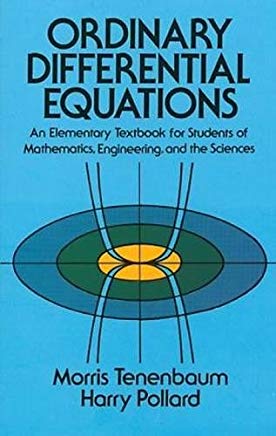 ORDINARY
DIFFERENTIAL
EQUATIONS
An Elementary Textbook for Students of
Mathematics, Engineering, and the Sciences
Morris Tenenbaum
Harry Pollard